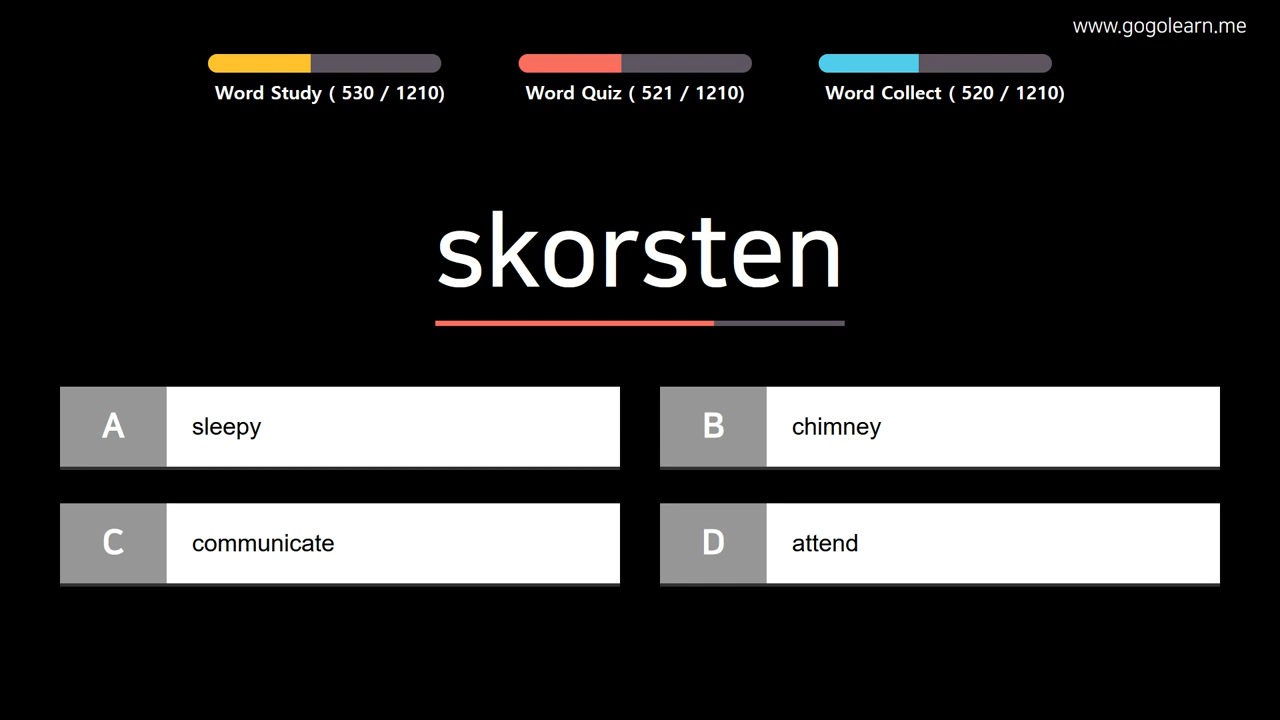 www.gogolearn.me
Word Study ( 530 / 1210)
Word Quiz ( 521 / 1210)
Word Collect ( 520 / 1210)
skorsten
A
sleepy
B
chimney
C
communicate
D
attend